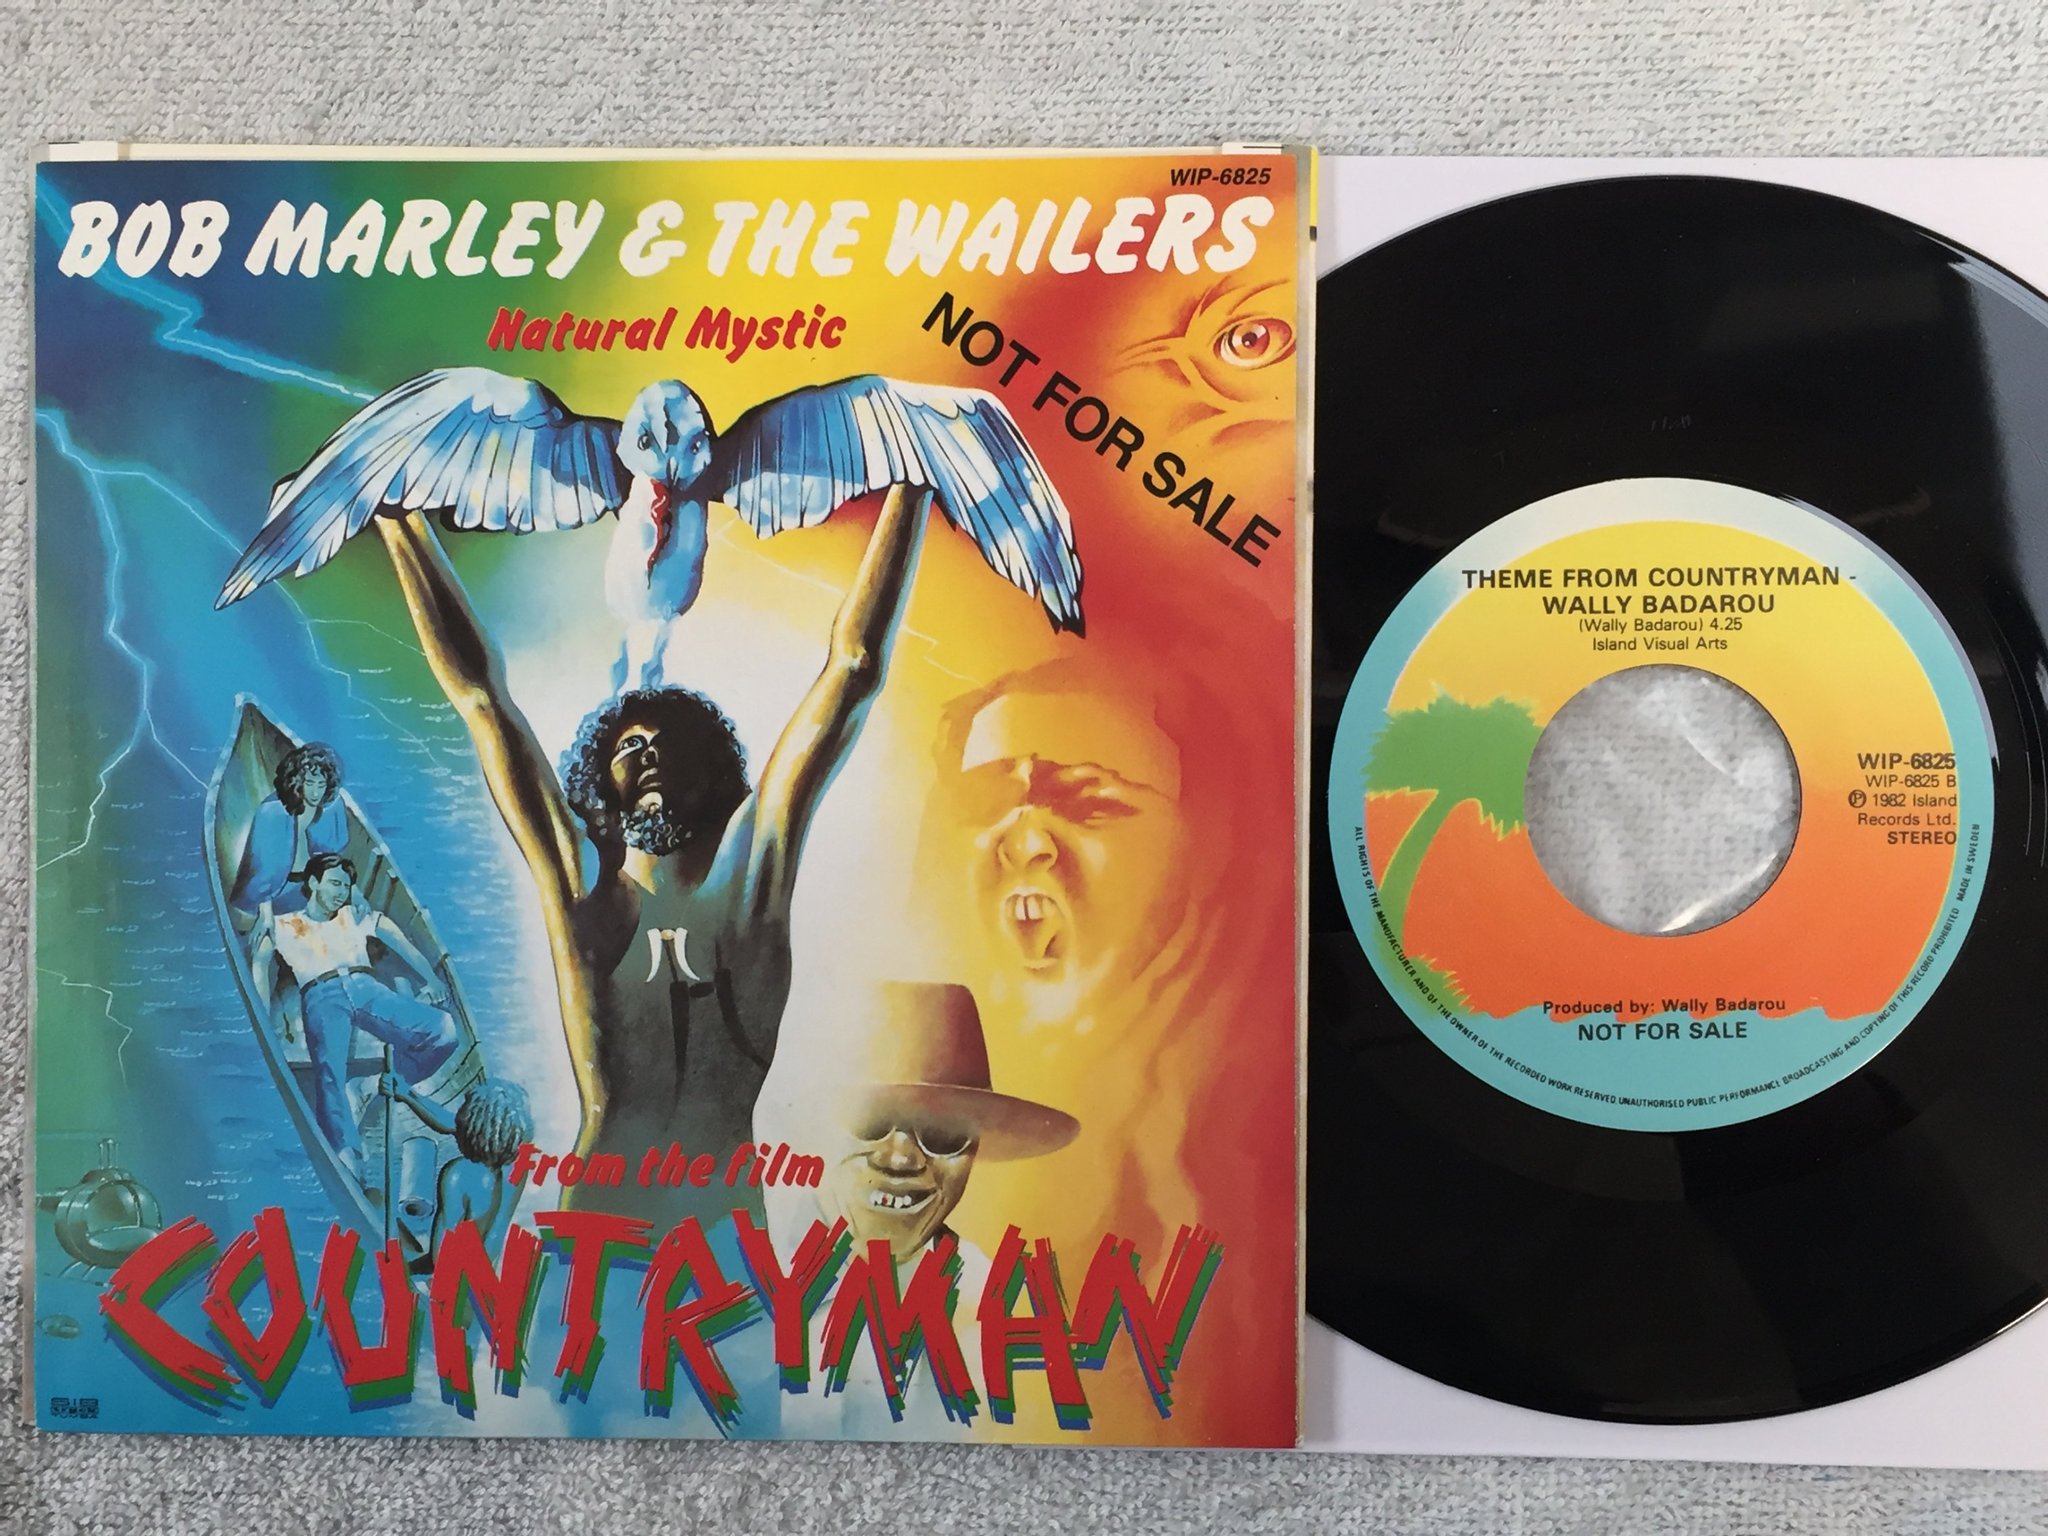 WIP-6825
BOB MARLEY & THE WAILERS
Natural Mystic
NOT FOR SALE
From the film
COUNTRYMAN
THEME FROM COUNTRYMAN -
WALLY BADAROU
(Wally Badarou) 4.25
Island Visual Arts
WIP-6825
WIP-6825 B
Ⓟ 1982 Island
Records Ltd.
STEREO
Produced by: Wally Badarou
NOT FOR SALE
ALL RIGHTS OF THE MANUFACTURER AND OF THE OWNER OF THE RECORDED WORK RESERVED. UNAUTHORISED PUBLIC PERFORMANCE BROADCASTING AND COPYING OF THIS RECORD PROHIBITED MADE IN SWEDEN